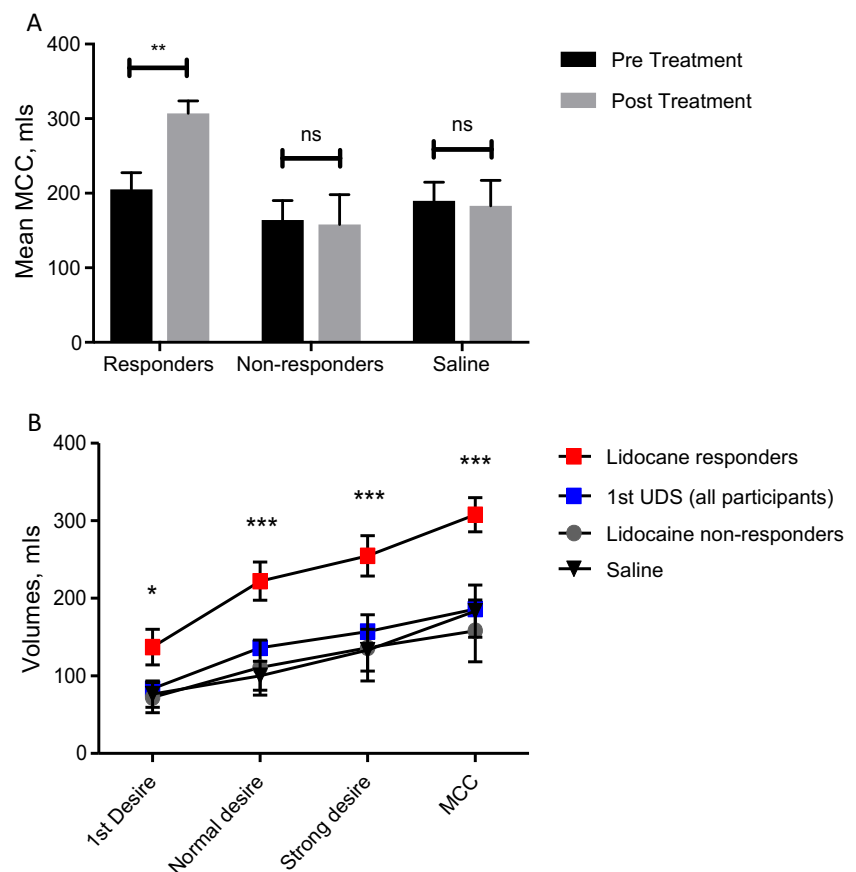 A
400
300
200
100
0
Mean MCC, mls
**
ns
ns
Responders
Non-responders
Saline
Pre Treatment
Post Treatment
B
400
300
200
100
0
Volumes, mls
*
***
***
***
1st Desire
Normal desire
Strong desire
MCC
Lidocane responders
1st UDS (all participants)
Lidocaine non-responders
Saline